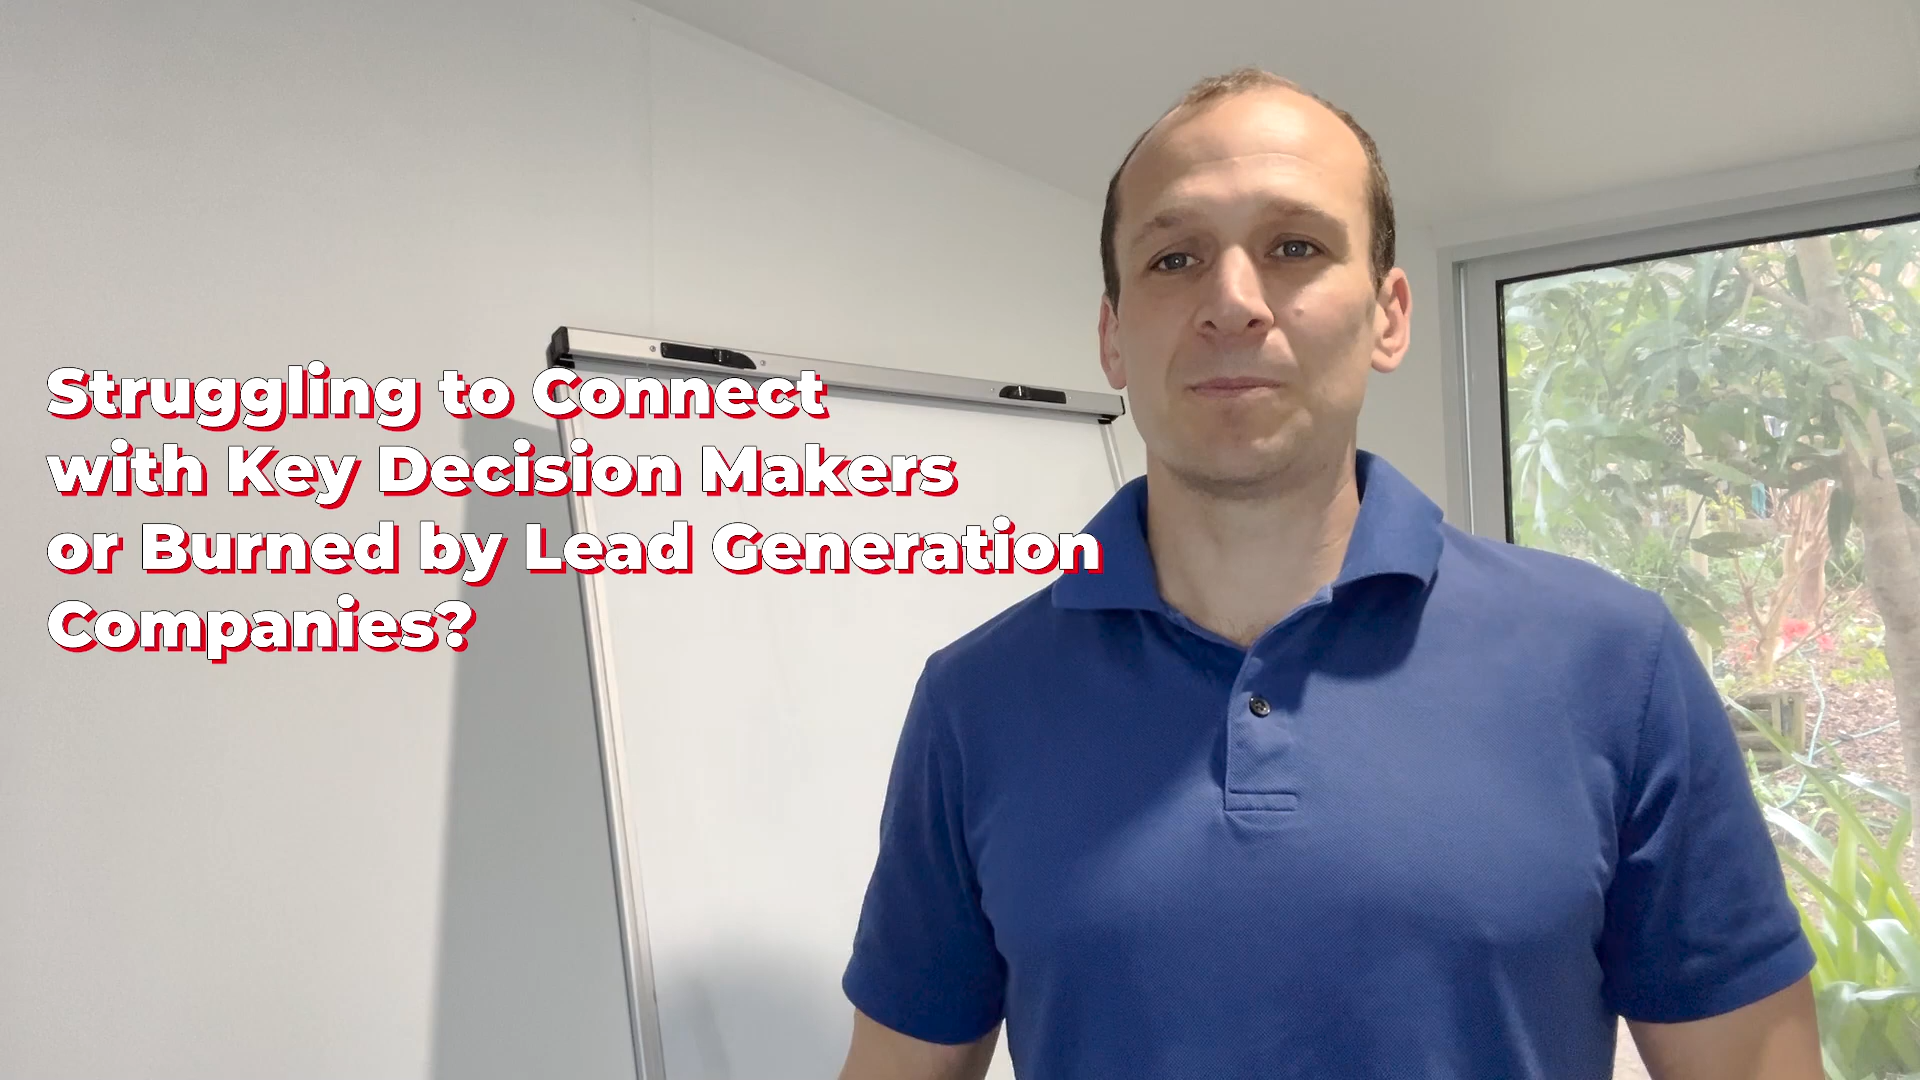 Struggling to Connect
with Key Decision Makers
or Burned by Lead Generation
Companies?